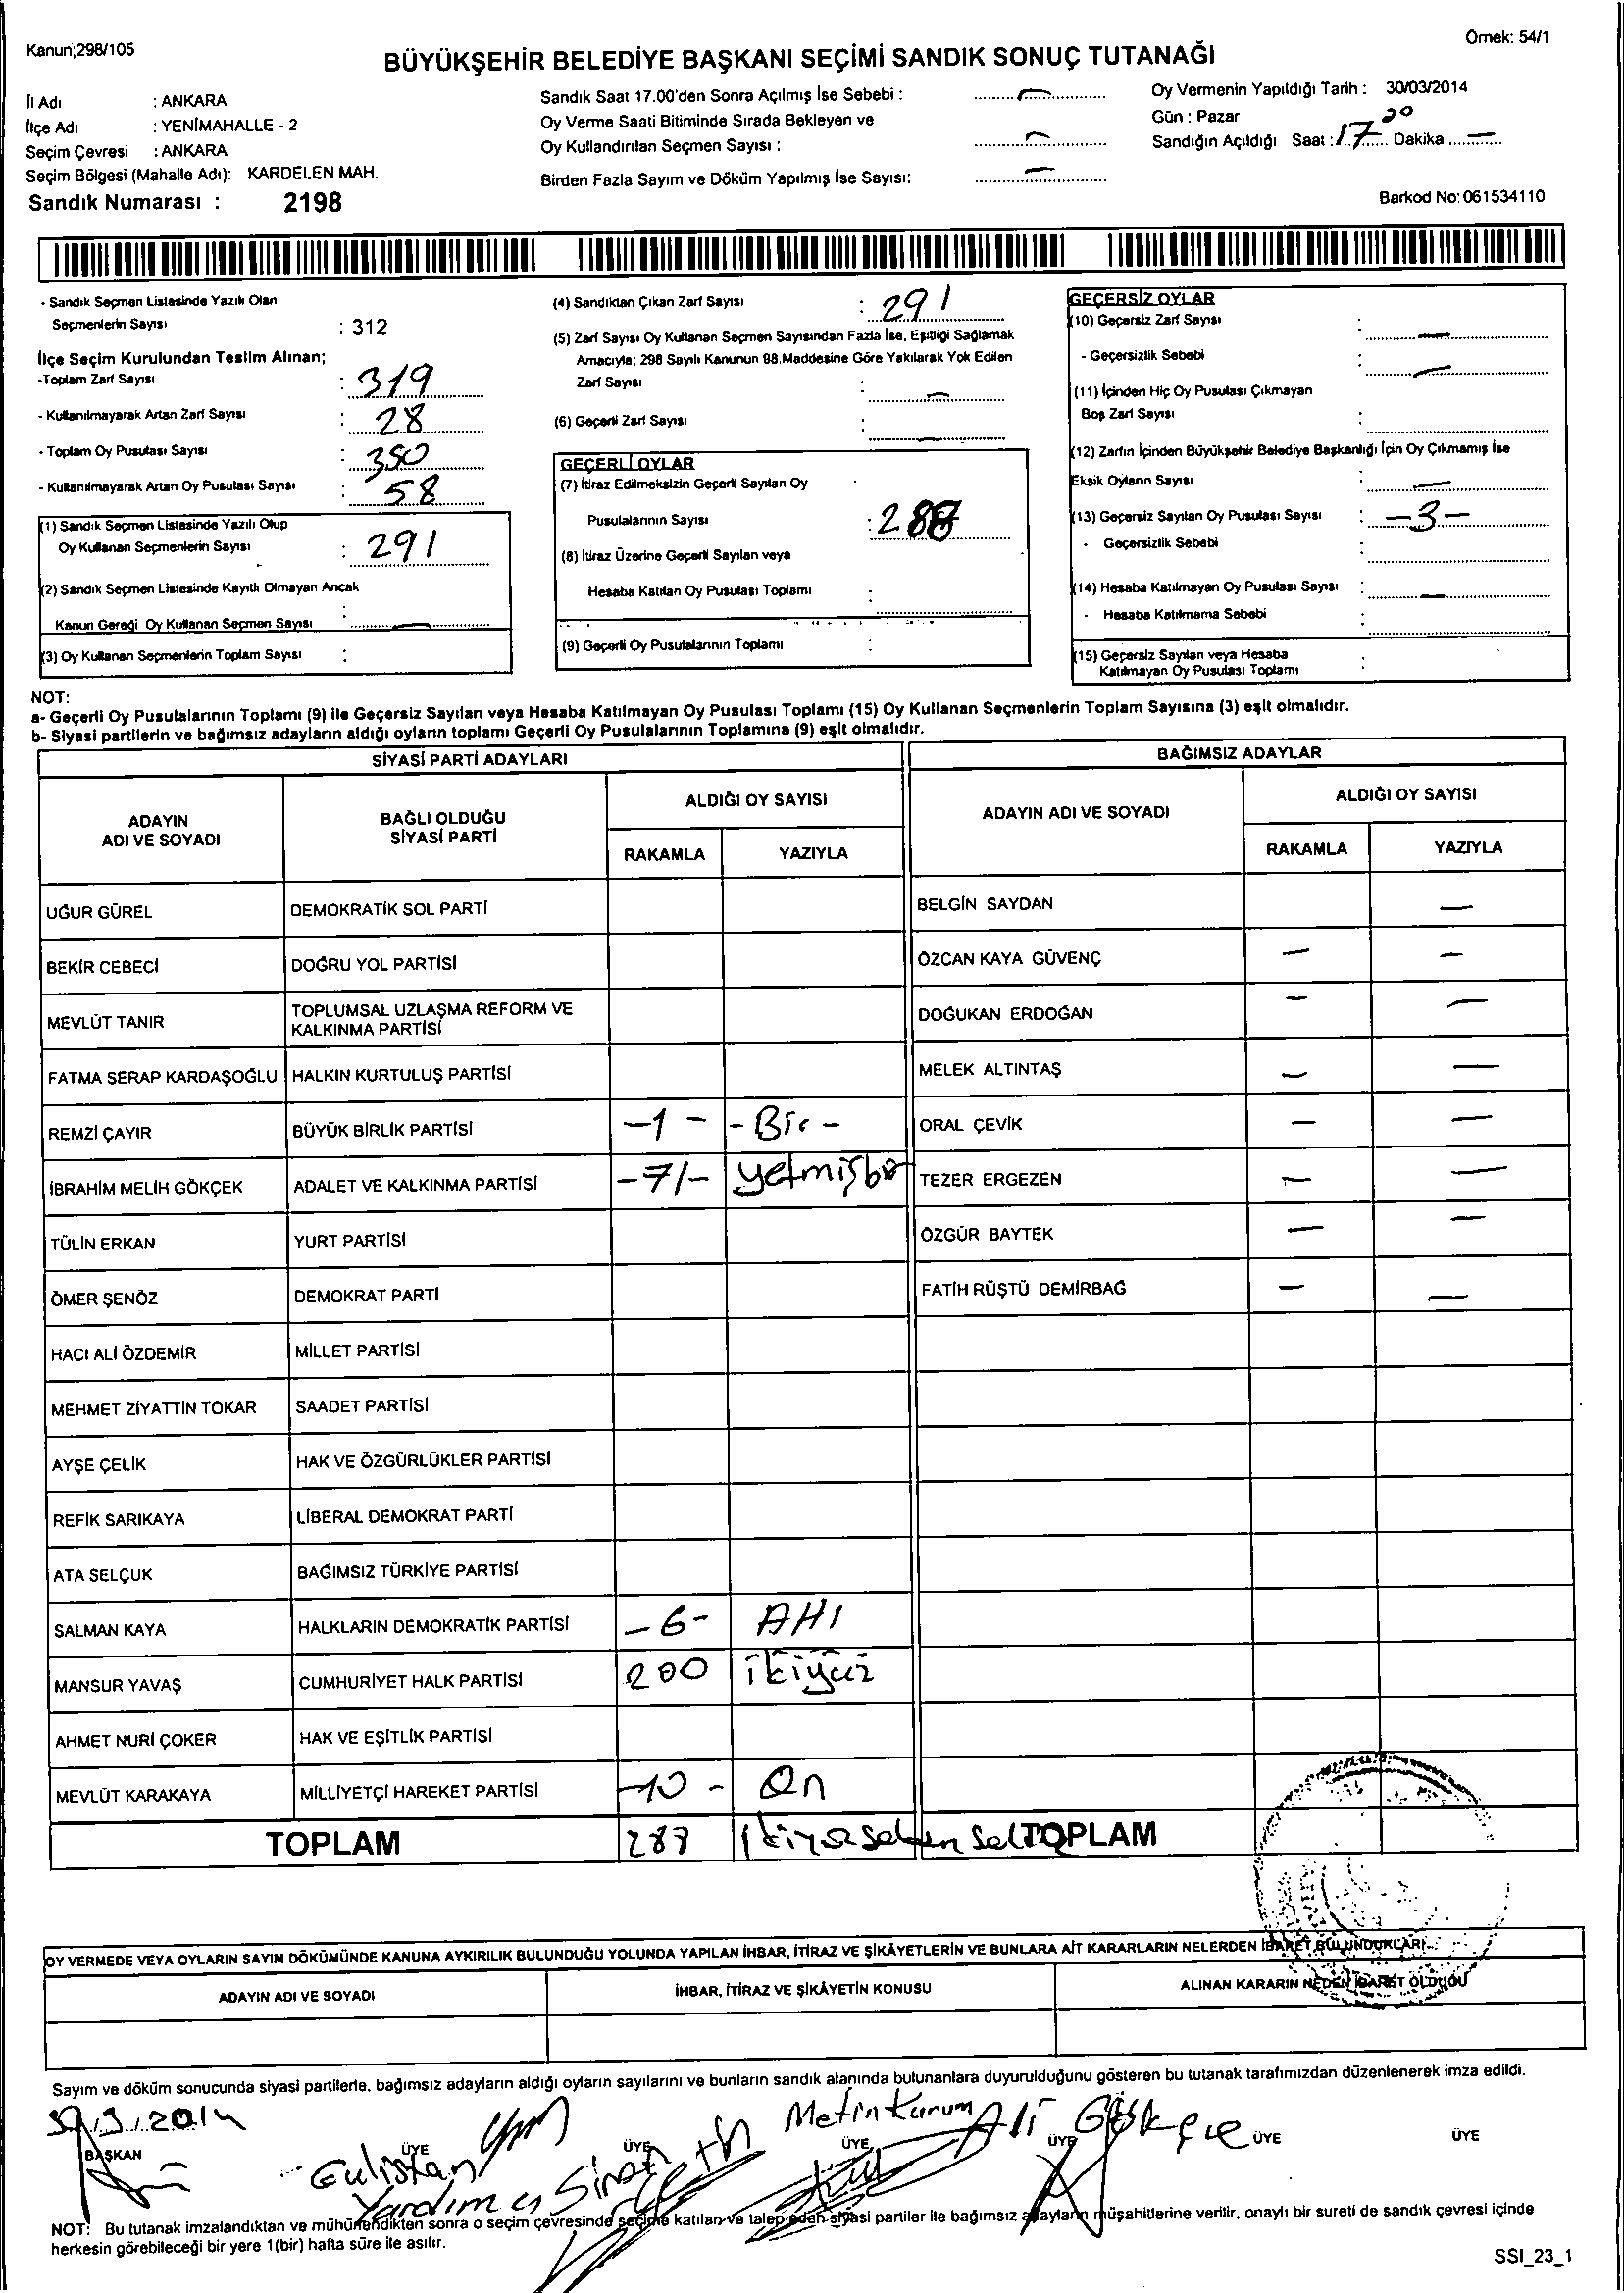 Kanun;298/105
Örnek: 54/1
BÜYÜKŞEHİR BELEDİYE BAŞKANI SEÇİMİ SANDIK SONUÇ TUTANAĞI
İl Adı : ANKARA
İlçe Adı : YENİMAHALLE - 2
Seçim Çevresi : ANKARA
Seçim Bölgesi (Mahalle Adı): KARDELEN MAH.
Sandık Numarası : 2198
Sandık Saat 17.00'den Sonra Açılmış İse Sebebi : —
Oy Verme Saati Bitiminde Sırada Bekleyen ve
Oy Kullandırılan Seçmen Sayısı : —
Birden Fazla Sayım ve Döküm Yapılmış İse Sayısı: —
Oy Vermenin Yapıldığı Tarih : 30/03/2014
Gün : Pazar
Sandığın Açıldığı Saat : 17 20 Dakika: —
Barkod No: 061534110
- Sandık Seçmen Listesinde Yazılı Olan
Seçmenlerin Sayısı : 312
İlçe Seçim Kurulundan Teslim Alınan;
-Toplam Zarf Sayısı : 319
- Kullanılmayarak Artan Zarf Sayısı : 28
- Toplam Oy Pusulası Sayısı : 350
- Kullanılmayarak Artan Oy Pusulası Sayısı : 58
(1) Sandık Seçmen Listesinde Yazılı Olup
Oy Kullanan Seçmenlerin Sayısı : 291
(2) Sandık Seçmen Listesinde Kayıtlı Olmayan Ancak
Kanun Gereği Oy Kullanan Seçmen Sayısı : —
(3) Oy Kullanan Seçmenlerin Toplam Sayısı :
(4) Sandıktan Çıkan Zarf Sayısı : 291
(5) Zarf Sayısı Oy Kullanan Seçmen Sayısından Fazla İse, Eşitliği Sağlamak
Amacıyla; 298 Sayılı Kanunun 98.Maddesine Göre Yakılarak Yok Edilen
Zarf Sayısı : —
(6) Geçerli Zarf Sayısı : —
GEÇERLİ OYLAR
(7) İtiraz Edilmeksizin Geçerli Sayılan Oy
Pusulalarının Sayısı : 288
(8) İtiraz Üzerine Geçerli Sayılan veya
Hesaba Katılan Oy Pusulası Toplamı :
(9) Geçerli Oy Pusulalarının Toplamı :
GEÇERSİZ OYLAR
(10) Geçersiz Zarf Sayısı : —
- Geçersizlik Sebebi : —
(11) İçinden Hiç Oy Pusulası Çıkmayan
Boş Zarf Sayısı :
(12) Zarfın İçinden Büyükşehir Belediye Başkanlığı İçin Oy Çıkmamış İse
Eksik Oyların Sayısı : —
(13) Geçersiz Sayılan Oy Pusulası Sayısı : -3-
- Geçersizlik Sebebi :
(14) Hesaba Katılmayan Oy Pusulası Sayısı : —
- Hesaba Katılmama Sebebi :
(15) Geçersiz Sayılan veya Hesaba
Katılmayan Oy Pusulası Toplamı :
NOT:
a- Geçerli Oy Pusulalarının Toplamı (9) ile Geçersiz Sayılan veya Hesaba Katılmayan Oy Pusulası Toplamı (15) Oy Kullanan Seçmenlerin Toplam Sayısına (3) eşit olmalıdır.
b- Siyasi partilerin ve bağımsız adayların aldığı oyların toplamı Geçerli Oy Pusulalarının Toplamına (9) eşit olmalıdır.
SİYASİ PARTİ ADAYLARI
BAĞIMSIZ ADAYLAR
ADAYIN
ADI VE SOYADI
BAĞLI OLDUĞU
SİYASİ PARTİ
ALDIĞI OY SAYISI
RAKAMLA YAZIYLA
ADAYIN ADI VE SOYADI
ALDIĞI OY SAYISI
RAKAMLA YAZIYLA
UĞUR GÜREL DEMOKRATİK SOL PARTİ BELGİN SAYDAN —
BEKİR CEBECİ DOĞRU YOL PARTİSİ ÖZCAN KAYA GÜVENÇ — —
MEVLÜT TANIR TOPLUMSAL UZLAŞMA REFORM VE
KALKINMA PARTİSİ DOĞUKAN ERDOĞAN — —
FATMA SERAP KARDAŞOĞLU HALKIN KURTULUŞ PARTİSİ MELEK ALTINTAŞ — —
REMZİ ÇAYIR BÜYÜK BİRLİK PARTİSİ -1- -Bir- ORAL ÇEVİK — —
İBRAHİM MELİH GÖKÇEK ADALET VE KALKINMA PARTİSİ -71- yetmişbir TEZER ERGEZEN — —
TÜLİN ERKAN YURT PARTİSİ ÖZGÜR BAYTEK — —
ÖMER ŞENÖZ DEMOKRAT PARTİ FATİH RÜŞTÜ DEMİRBAĞ — —
HACI ALİ ÖZDEMİR MİLLET PARTİSİ
MEHMET ZİYATTİN TOKAR SAADET PARTİSİ
AYŞE ÇELİK HAK VE ÖZGÜRLÜKLER PARTİSİ
REFİK SARIKAYA LİBERAL DEMOKRAT PARTİ
ATA SELÇUK BAĞIMSIZ TÜRKİYE PARTİSİ
SALMAN KAYA HALKLARIN DEMOKRATİK PARTİSİ -6- Altı
MANSUR YAVAŞ CUMHURİYET HALK PARTİSİ 200 ikiyüz
AHMET NURİ ÇOKER HAK VE EŞİTLİK PARTİSİ
MEVLÜT KARAKAYA MİLLİYETÇİ HAREKET PARTİSİ -10- On
TOPLAM 288 TOPLAM
OY VERMEDE VEYA OYLARIN SAYIM DÖKÜMÜNDE KANUNA AYKIRILIK BULUNDUĞU YOLUNDA YAPILAN İHBAR, İTİRAZ VE ŞİKÂYETLERİN VE BUNLARA AİT KARARLARIN NELERDEN İBARET BULUNDUKLARI
ADAYIN ADI VE SOYADI İHBAR, İTİRAZ VE ŞİKÂYETİN KONUSU ALINAN KARARIN NEDEN İBARET OLDUĞU
Sayım ve döküm sonucunda siyasi partilerle, bağımsız adayların aldığı oyların sayılarını ve bunların sandık alanında bulunanlara duyurulduğunu gösteren bu tutanak tarafımızdan düzenlenerek imza edildi.
30/3/2014 Metin Kurum Ali Gökçe
BAŞKAN ÜYE ÜYE ÜYE ÜYE ÜYE ÜYE
Gülistan
Yardımcı
NOT: Bu tutanak imzalandıktan ve mühürlendikten sonra o seçim çevresinde seçime katılan ve talep eden siyasi partiler ile bağımsız adayların müşahitlerine verilir, onaylı bir sureti de sandık çevresi içinde
herkesin görebileceği bir yere 1(bir) hafta süre ile asılır.
SSI_23_1